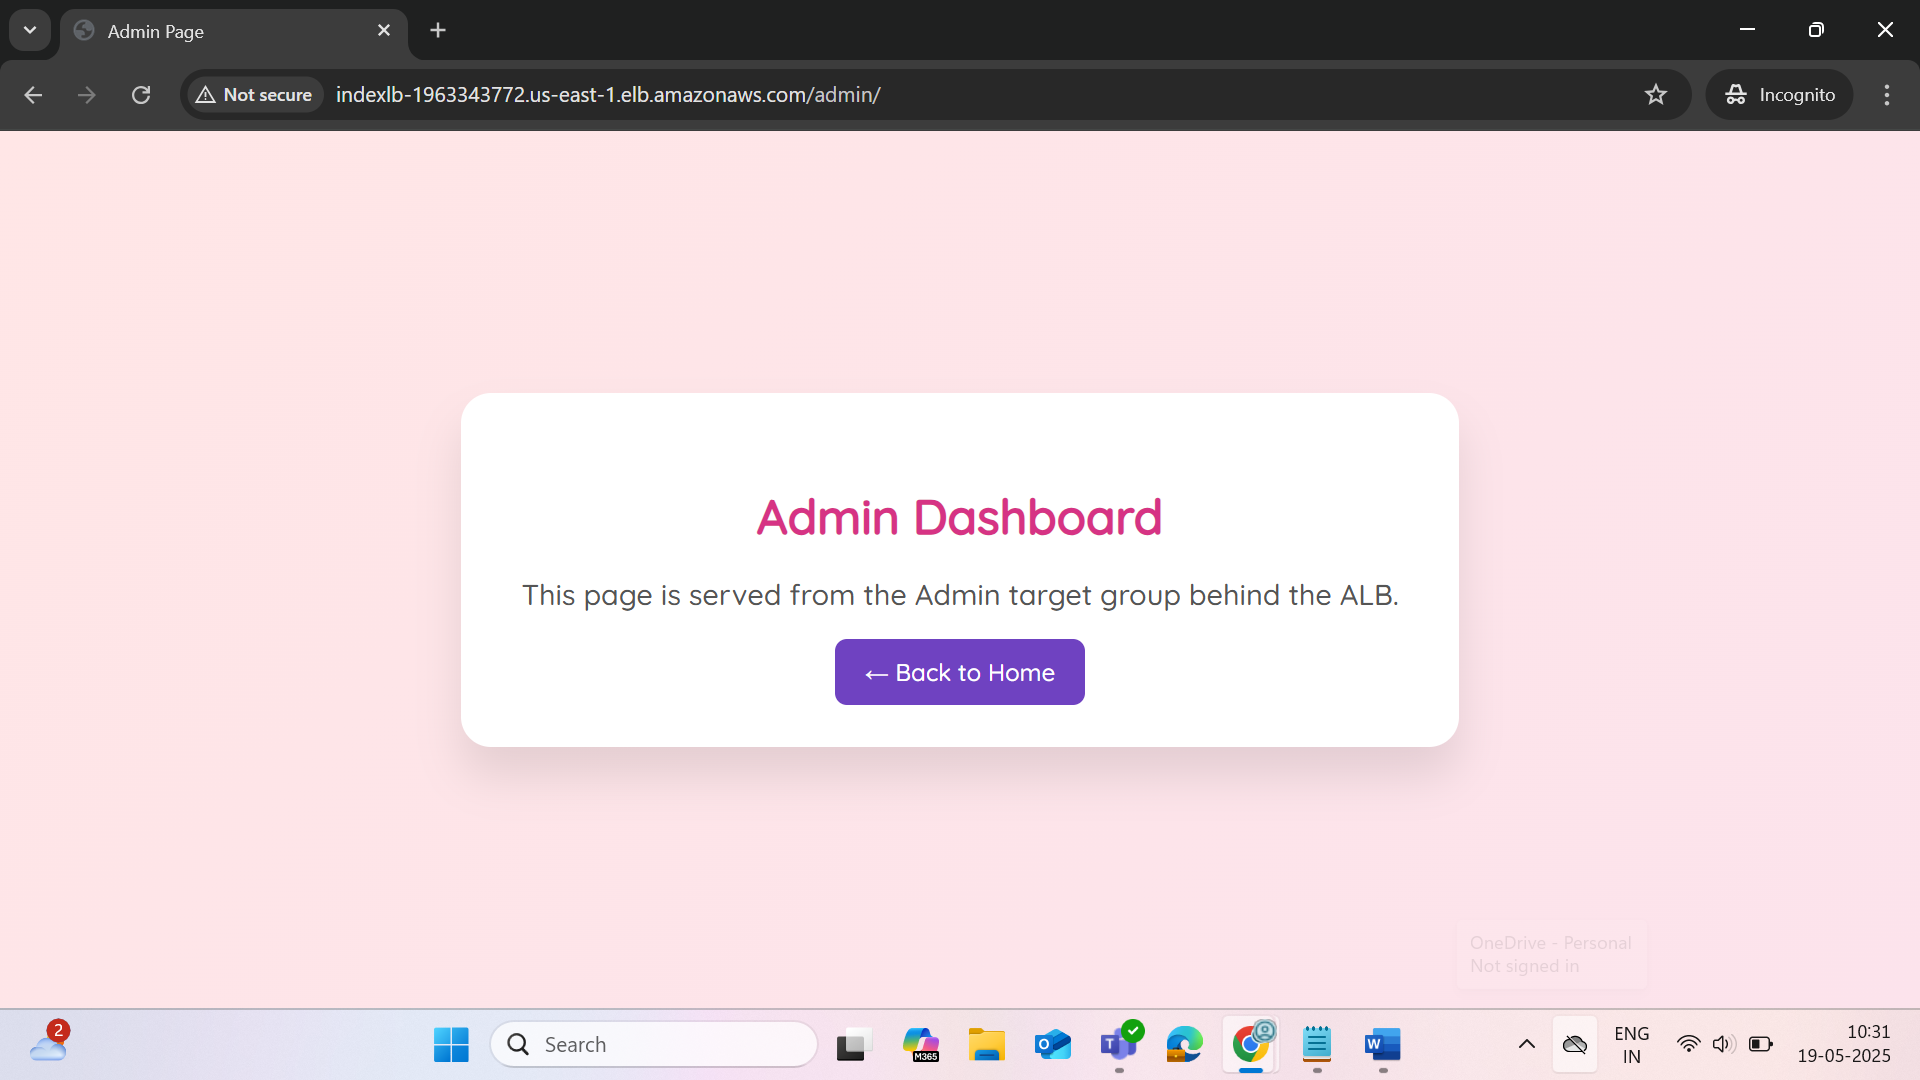 Admin Page
Not secure
indexlb-1963343772.us-east-1.elb.amazonaws.com/admin/
Incognito
Admin Dashboard
This page is served from the Admin target group behind the ALB.
← Back to Home
OneDrive - Personal
Not signed in
2
Search
M365
O
T
W
ENG
IN
10:31
19-05-2025